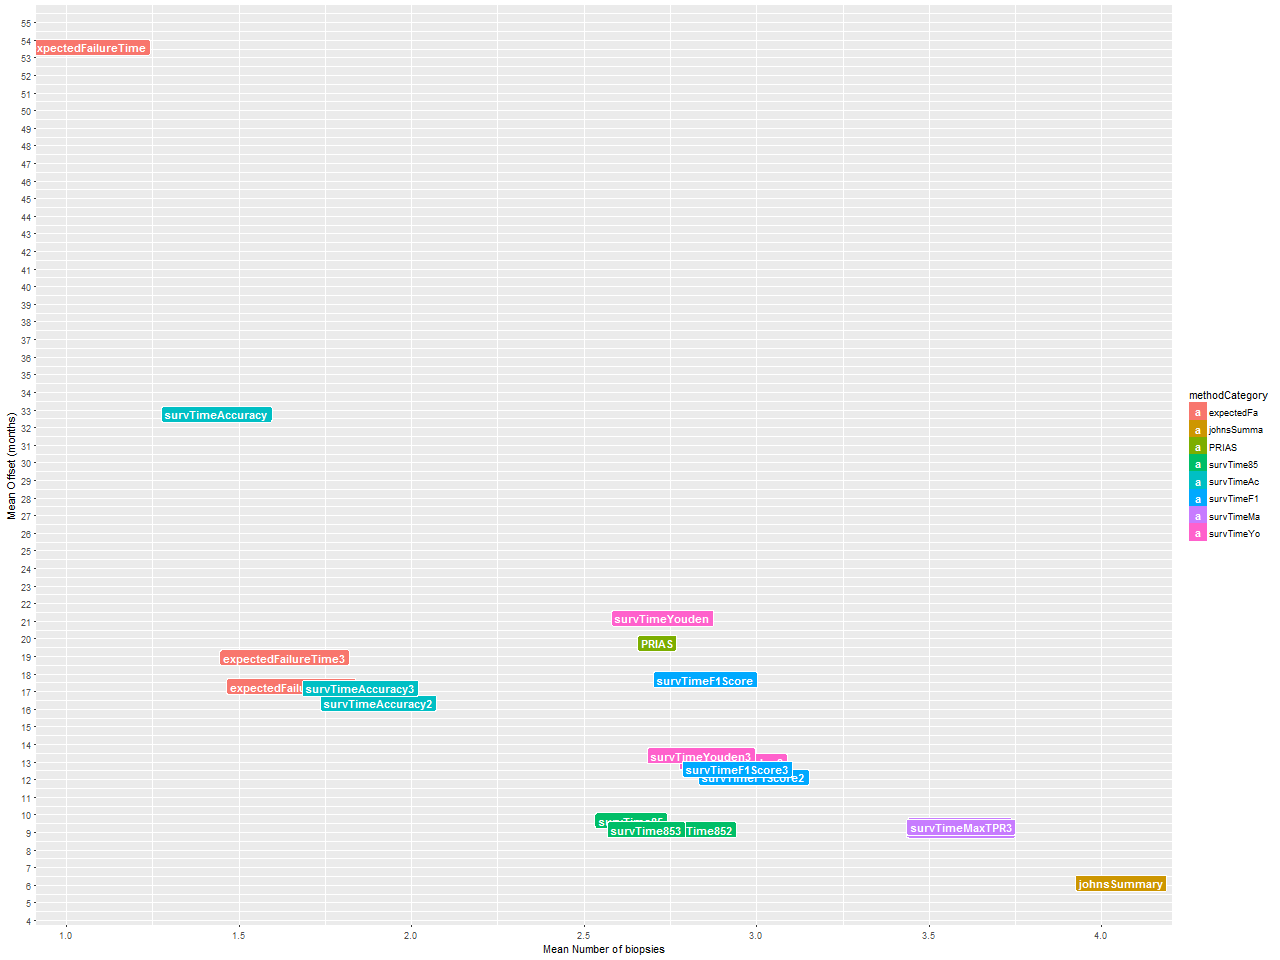 55
54
53
52
51
50
49
48
47
46
45
44
43
42
41
40
39
38
37
36
35
34
33
32
31
30
29
28
27
26
25
24
23
22
21
20
19
18
17
16
15
14
13
12
11
10
9
8
7
6
5
4
Mean Offset (months)
xpectedFailureTime
survTimeAccuracy
survTimeYouden
PRIAS
expectedFailureTime3
survTimeF1Score
expectedFailu
survTimeAccuracy3
survTimeAccuracy2
survTimeYouden3
survTimeF1Score3
survTimeF1Score2
survTime85
survTime853
Time852
survTimeMaxTPR3
johnsSummary
1.0 1.5 2.0 2.5 3.0 3.5 4.0
Mean Number of biopsies
methodCategory
a expectedFa
a johnsSumma
a PRIAS
a survTime85
a survTimeAc
a survTimeF1
a survTimeMa
a survTimeYo